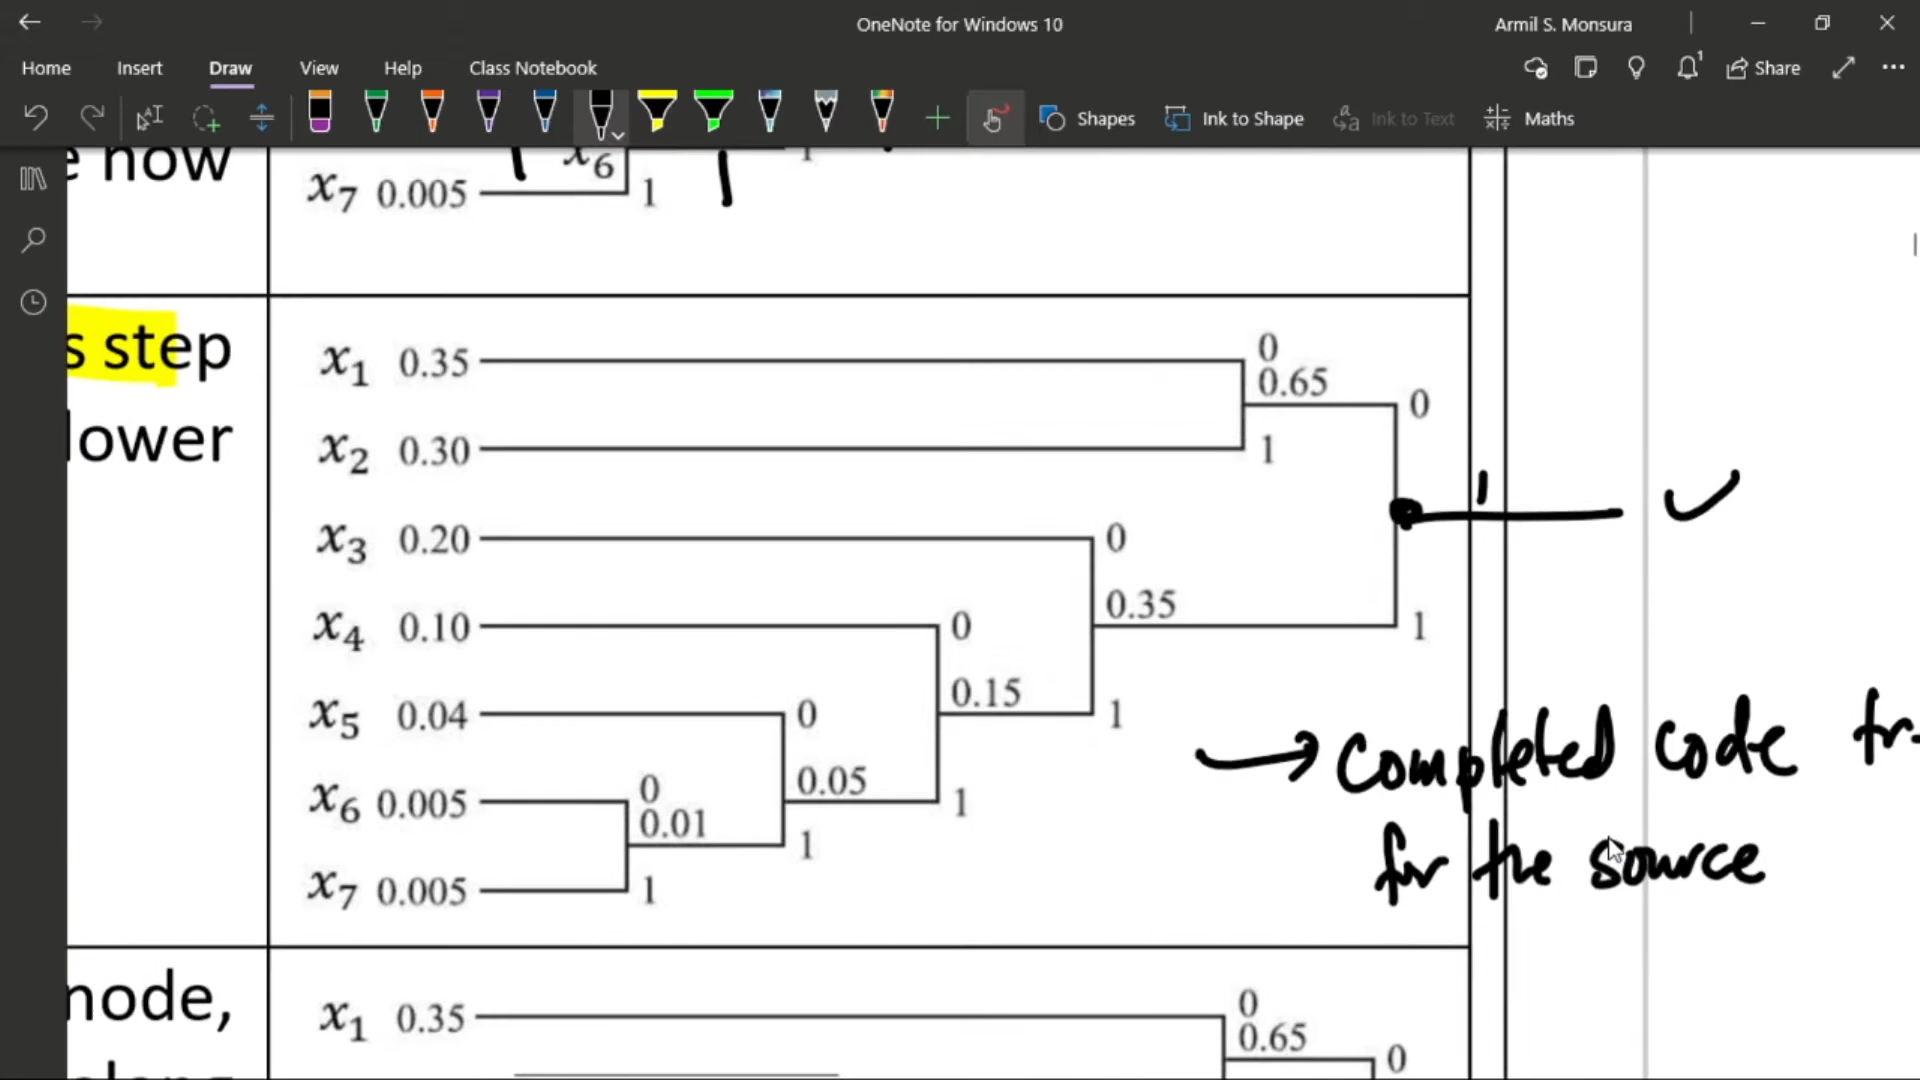 OneNote for Windows 10
Armil S. Monsura
Home Insert Draw View Help Class Notebook
1
Share
Shapes Ink to Shape Ink to Text Maths
now
x6 1
x7 0.005 1
s step
lower
x1 0.35 0
0.65 0
x2 0.30 1
1
x3 0.20 0
0.35
x4 0.10 0 1
0.15
x5 0.04 0 1
0.05
x6 0.005 0 1
0.01
1
x7 0.005 1
→ Completed code
for the source
node,
x1 0.35 0
0.65 0